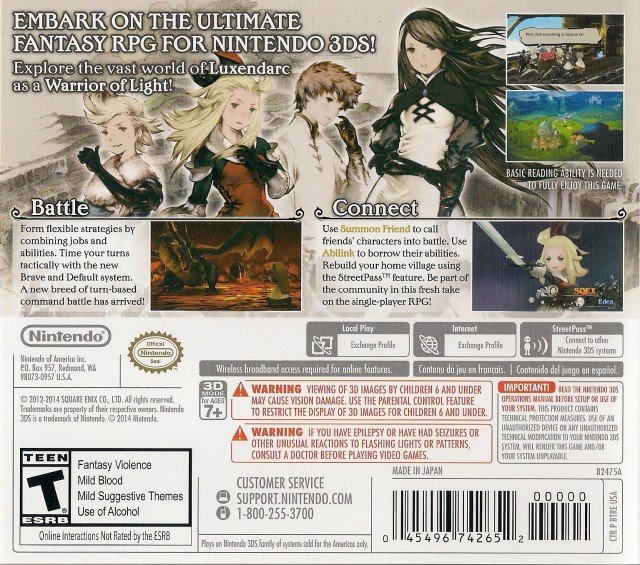 EMBARK ON THE ULTIMATE
FANTASY RPG FOR NINTENDO 3DS!
Explore the vast world of Luxendarc
as a Warrior of Light!
BASIC READING ABILITY IS NEEDED
TO FULLY ENJOY THIS GAME.
Battle
Form flexible strategies by
combining jobs and
abilities. Time your turns
tactically with the new
Brave and Default system.
A new breed of turn-based
command battle has arrived!
Connect
Use Summon Friend to call
friends' characters into battle. Use
Abilink to borrow their abilities.
Rebuild your home village using
the StreetPass™ feature. Be part of
the community in this fresh take
on the single-player RPG!
SQEX
Edea
Nintendo®
Nintendo of America Inc.
P.O. Box 957, Redmond, WA
98073-0957 U.S.A.
Official
Nintendo
Seal
Local Play
Exchange Profile
Internet
Exchange Profile
StreetPass™
Connect to other
Nintendo 3DS systems
Wireless broadband access required for online features.
Contenu du jeu en français.
Contenido del juego en español.
© 2012-2014 SQUARE ENIX CO., LTD. All rights reserved.
Trademarks are property of their respective owners. Nintendo
3DS is a trademark of Nintendo. © 2014 Nintendo.
3D
MODE
for AGES
7+
WARNING VIEWING OF 3D IMAGES BY CHILDREN 6 AND UNDER
MAY CAUSE VISION DAMAGE. USE THE PARENTAL CONTROL FEATURE
TO RESTRICT THE DISPLAY OF 3D IMAGES FOR CHILDREN 6 AND UNDER.
WARNING IF YOU HAVE EPILEPSY OR HAVE HAD SEIZURES OR
OTHER UNUSUAL REACTIONS TO FLASHING LIGHTS OR PATTERNS,
CONSULT A DOCTOR BEFORE PLAYING VIDEO GAMES.
IMPORTANT! READ THE NINTENDO 3DS
OPERATIONS MANUAL BEFORE SETUP OR USE OF
YOUR SYSTEM. THIS PRODUCT CONTAINS
TECHNICAL PROTECTION MEASURES. USE OF AN
UNAUTHORIZED DEVICE OR ANY UNAUTHORIZED
TECHNICAL MODIFICATION TO YOUR NINTENDO 3DS
SYSTEM, WILL RENDER THIS GAME AND/OR
YOUR SYSTEM UNPLAYABLE.
TEEN
T
ESRB
Fantasy Violence
Mild Blood
Mild Suggestive Themes
Use of Alcohol
Online Interactions Not Rated by the ESRB
CUSTOMER SERVICE
SUPPORT.NINTENDO.COM
1-800-255-3700
Plays on Nintendo 3DS family of systems sold for the Americas only.
MADE IN JAPAN
82475A
00000
0 45496 74265 2
CTR P BTRE USA